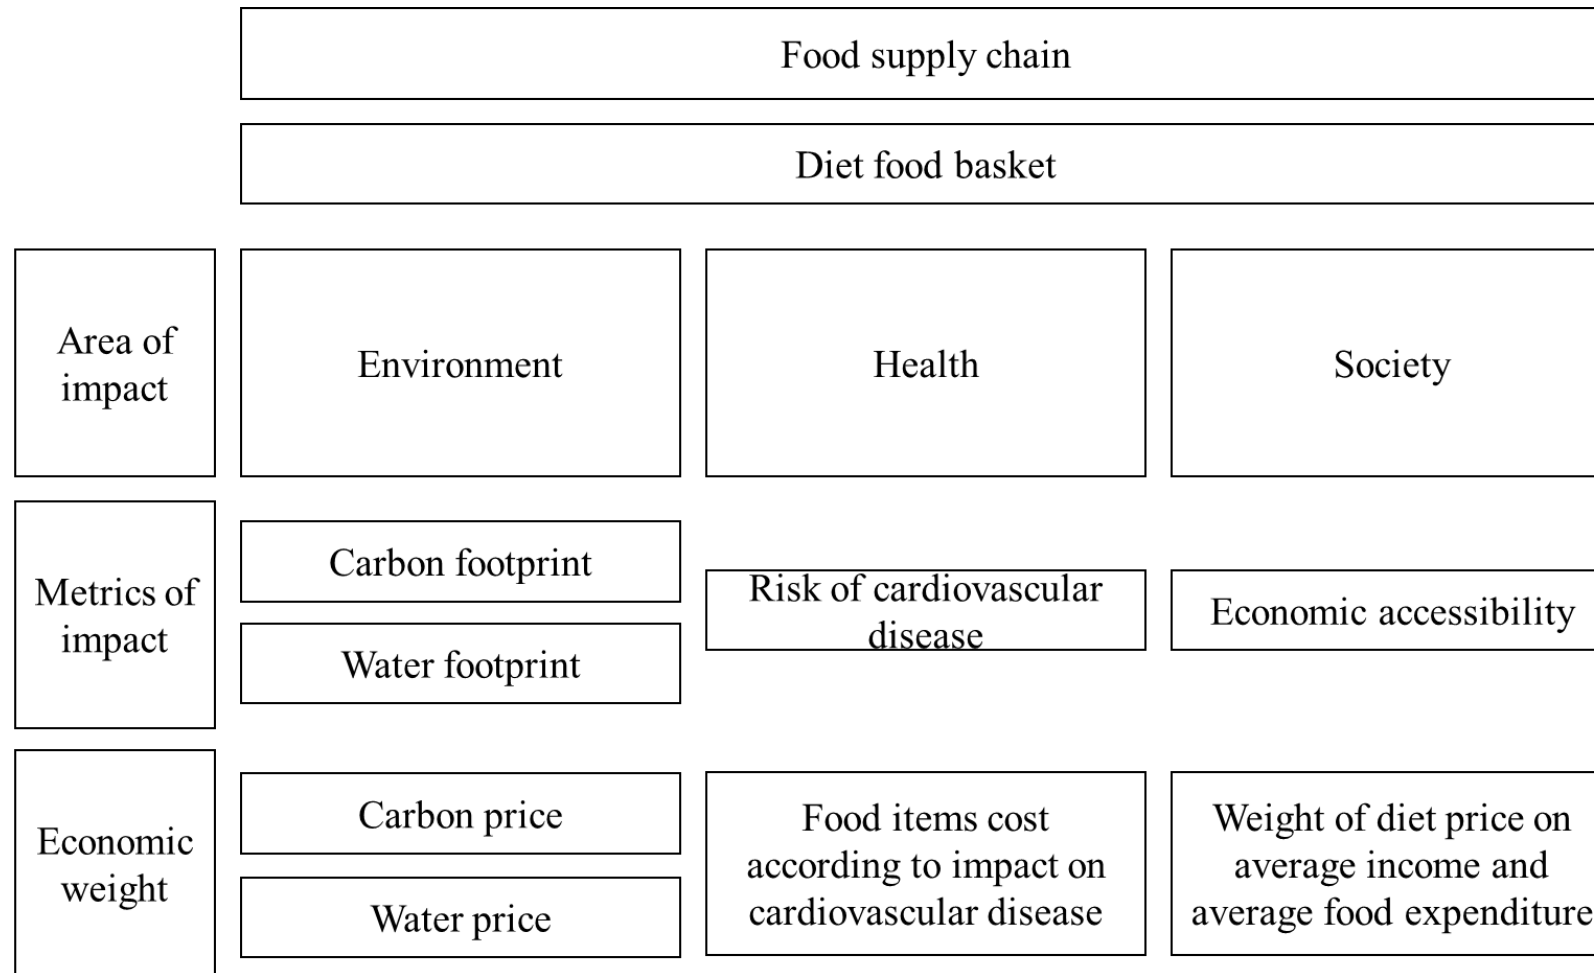 Food supply chain
Diet food basket
Area of
impact
Environment
Health
Society
Metrics of
impact
Carbon footprint
Water footprint
Risk of cardiovascular
disease
Economic accessibility
Economic
weight
Carbon price
Water price
Food items cost
according to impact on
cardiovascular disease
Weight of diet price on
average income and
average food expenditure